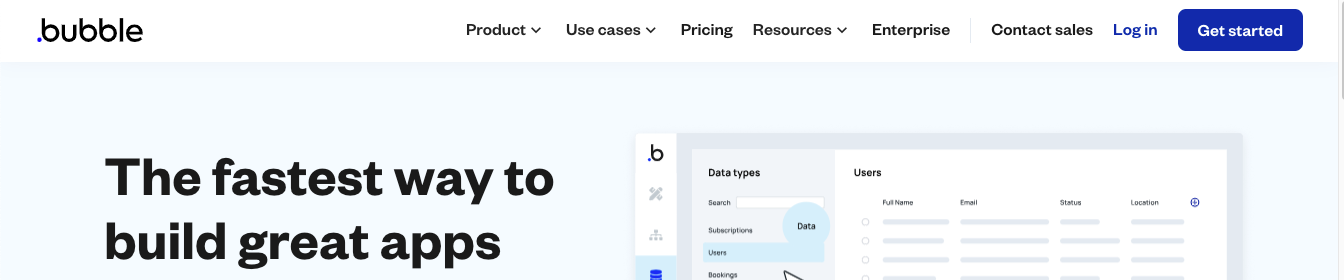 .bubble
Product Use cases Pricing Resources Enterprise Contact sales Log in Get started
The fastest way to
build great apps
.b
Data types
Search
Data
Subscriptions
Users
Bookings
Users
Full Name Email Status Location